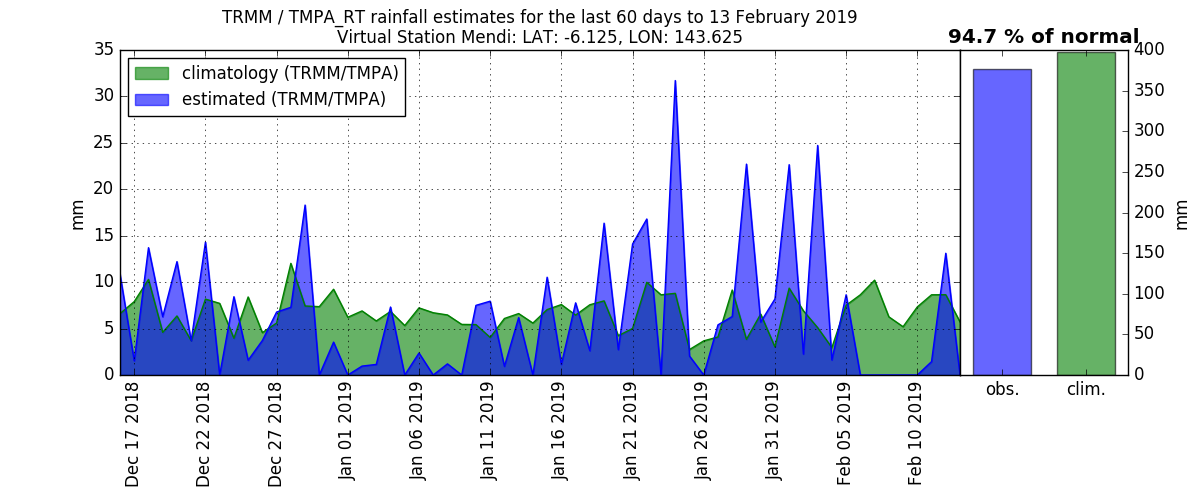 TRMM / TMPA_RT rainfall estimates for the last 60 days to 13 February 2019
Virtual Station Mendi: LAT: -6.125, LON: 143.625
94.7 % of normal
climatology (TRMM/TMPA)
estimated (TRMM/TMPA)
35
30
25
20
15
10
5
0
mm
400
350
300
250
200
150
100
50
0
mm
Dec 17 2018
Dec 22 2018
Dec 27 2018
Jan 01 2019
Jan 06 2019
Jan 11 2019
Jan 16 2019
Jan 21 2019
Jan 26 2019
Jan 31 2019
Feb 05 2019
Feb 10 2019
obs.
clim.